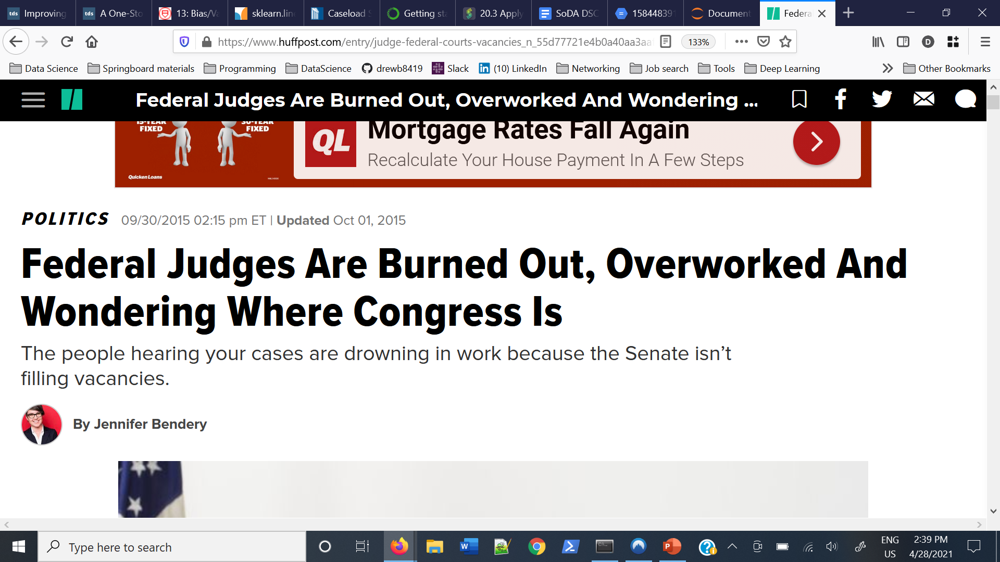 tds Improving
tds A One-Sto
13: Bias/Va
sklearn.line
Caseload S
Getting sta
20.3 Apply
SoDA DSC
158448391
Document
Federa
https://www.huffpost.com/entry/judge-federal-courts-vacancies_n_55d77721e4b0a40aa3aa
133%
D
Data Science
Springboard materials
Programming
DataScience
drewb8419
Slack
(10) LinkedIn
Networking
Job search
Tools
Deep Learning
Other Bookmarks
Federal Judges Are Burned Out, Overworked And Wondering ...
15-YEAR
FIXED
30-YEAR
FIXED
QL
Mortgage Rates Fall Again
Recalculate Your House Payment In A Few Steps
Quicken Loans
POLITICS 09/30/2015 02:15 pm ET | Updated Oct 01, 2015
Federal Judges Are Burned Out, Overworked And
Wondering Where Congress Is
The people hearing your cases are drowning in work because the Senate isn’t
filling vacancies.
By Jennifer Bendery
Type here to search
ENG
US
2:39 PM
4/28/2021